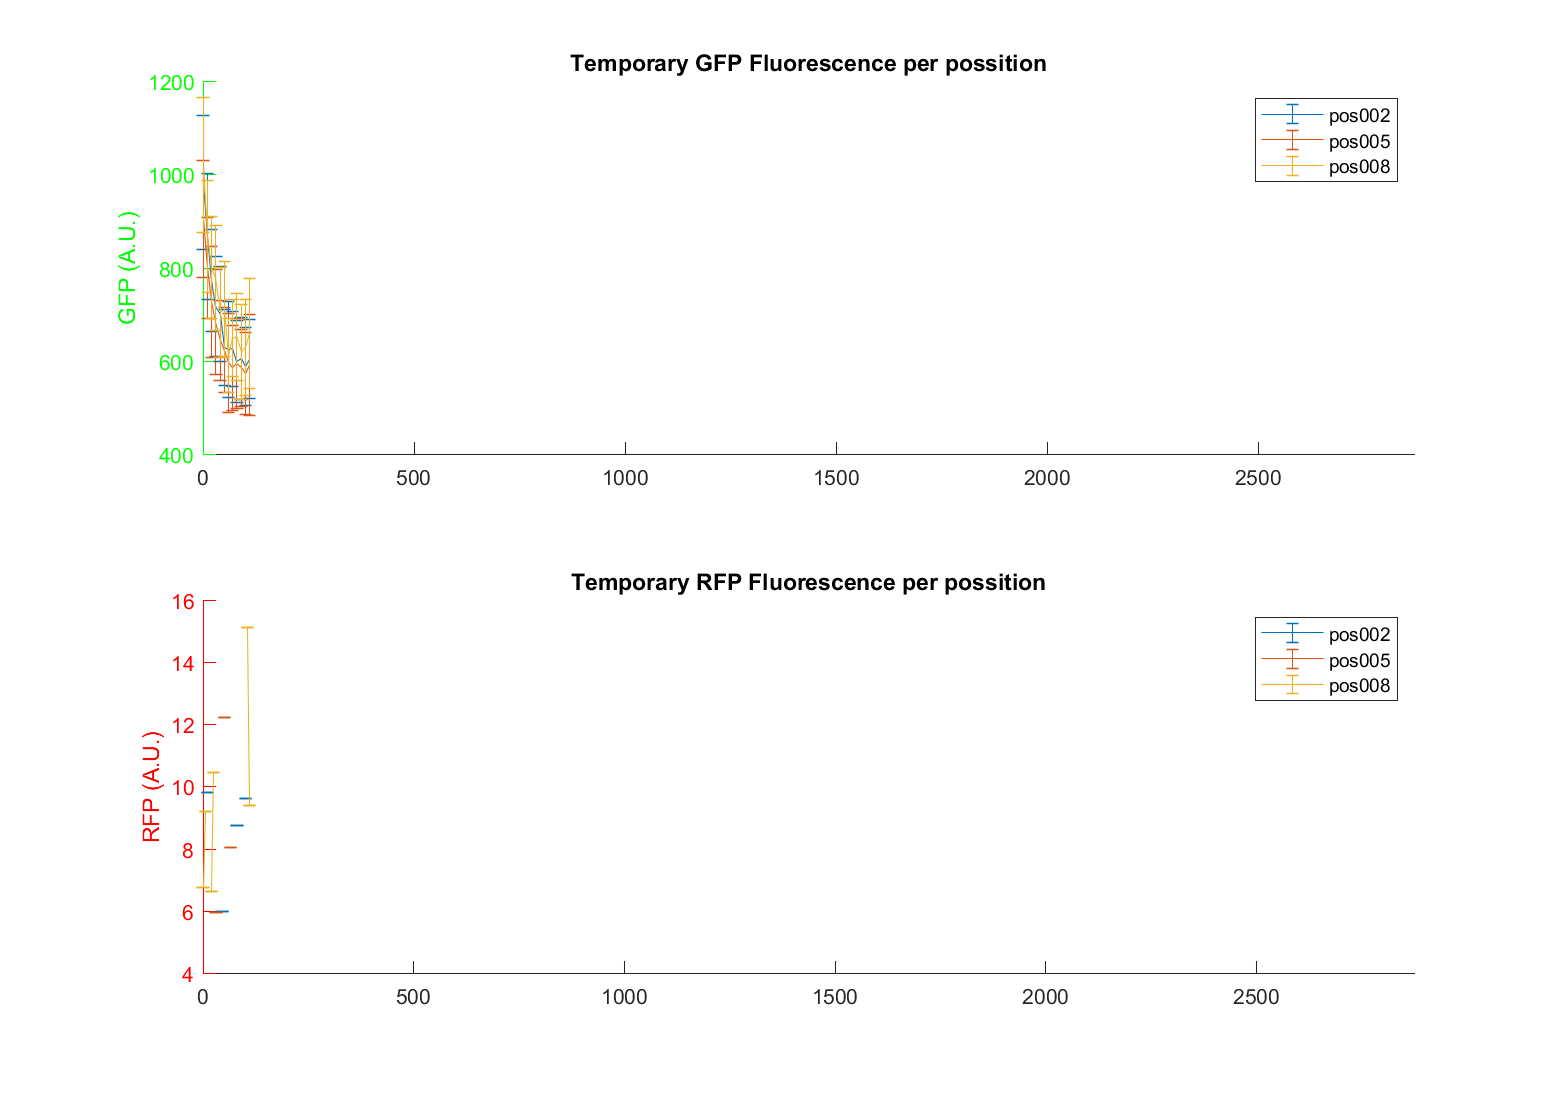 Temporary GFP Fluorescence per possition
1200
1000
800
600
400
GFP (A.U.)
pos002
pos005
pos008
0 500 1000 1500 2000 2500
Temporary RFP Fluorescence per possition
16
14
12
10
8
6
4
RFP (A.U.)
pos002
pos005
pos008
0 500 1000 1500 2000 2500